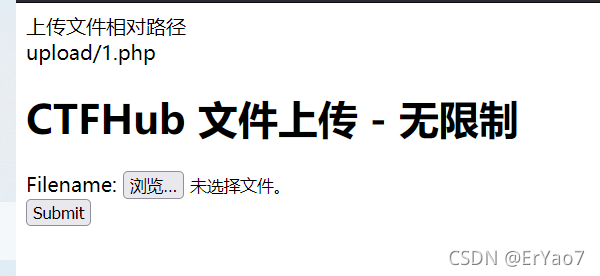 上传文件相对路径
upload/1.php
CTFHub 文件上传 - 无限制
Filename: 浏览... 未选择文件。
Submit
CSDN @ErYao7